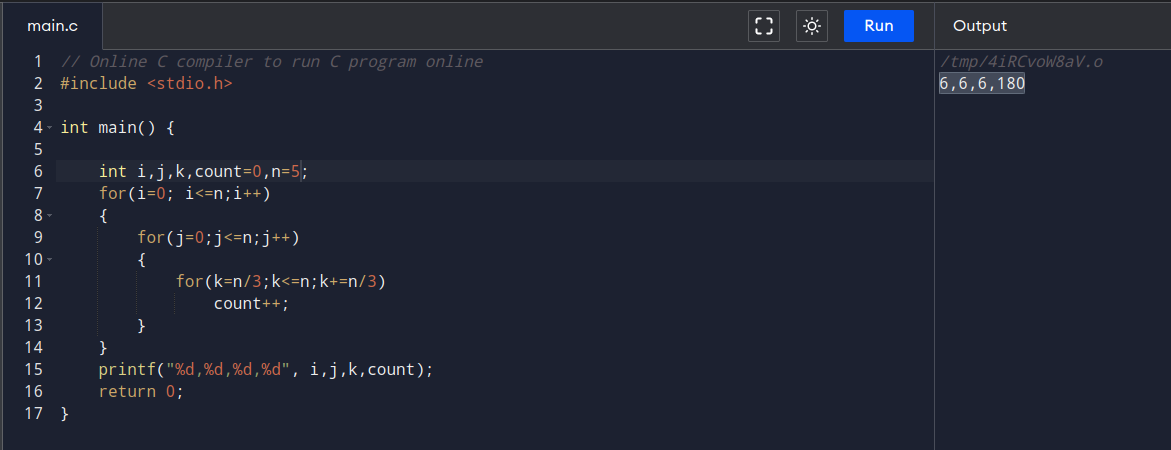 main.c
Run
Output
1 // Online C compiler to run C program online
2 #include <stdio.h>
3
4 int main() {
5
6     int i,j,k,count=0,n=5;
7     for(i=0; i<=n;i++)
8     {
9         for(j=0;j<=n;j++)
10         {
11             for(k=n/3;k<=n;k+=n/3)
12                 count++;
13         }
14     }
15     printf("%d,%d,%d,%d", i,j,k,count);
16     return 0;
17 }
/tmp/4iRCvoW8aV.o
6,6,6,180